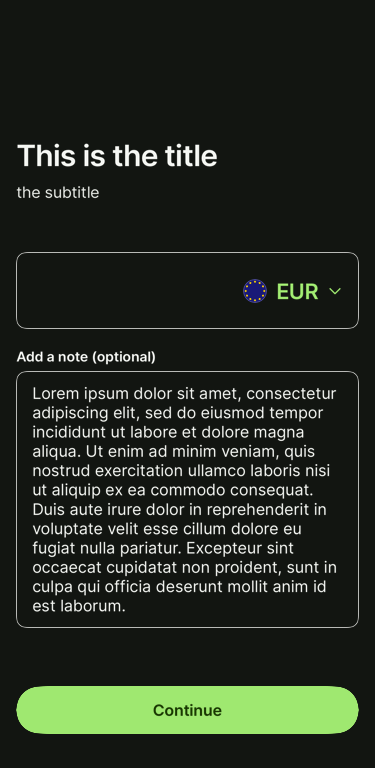 This is the title
the subtitle
EUR
Add a note (optional)
Lorem ipsum dolor sit amet, consectetur
adipiscing elit, sed do eiusmod tempor
incididunt ut labore et dolore magna
aliqua. Ut enim ad minim veniam, quis
nostrud exercitation ullamco laboris nisi
ut aliquip ex ea commodo consequat.
Duis aute irure dolor in reprehenderit in
voluptate velit esse cillum dolore eu
fugiat nulla pariatur. Excepteur sint
occaecat cupidatat non proident, sunt in
culpa qui officia deserunt mollit anim id
est laborum.
Continue